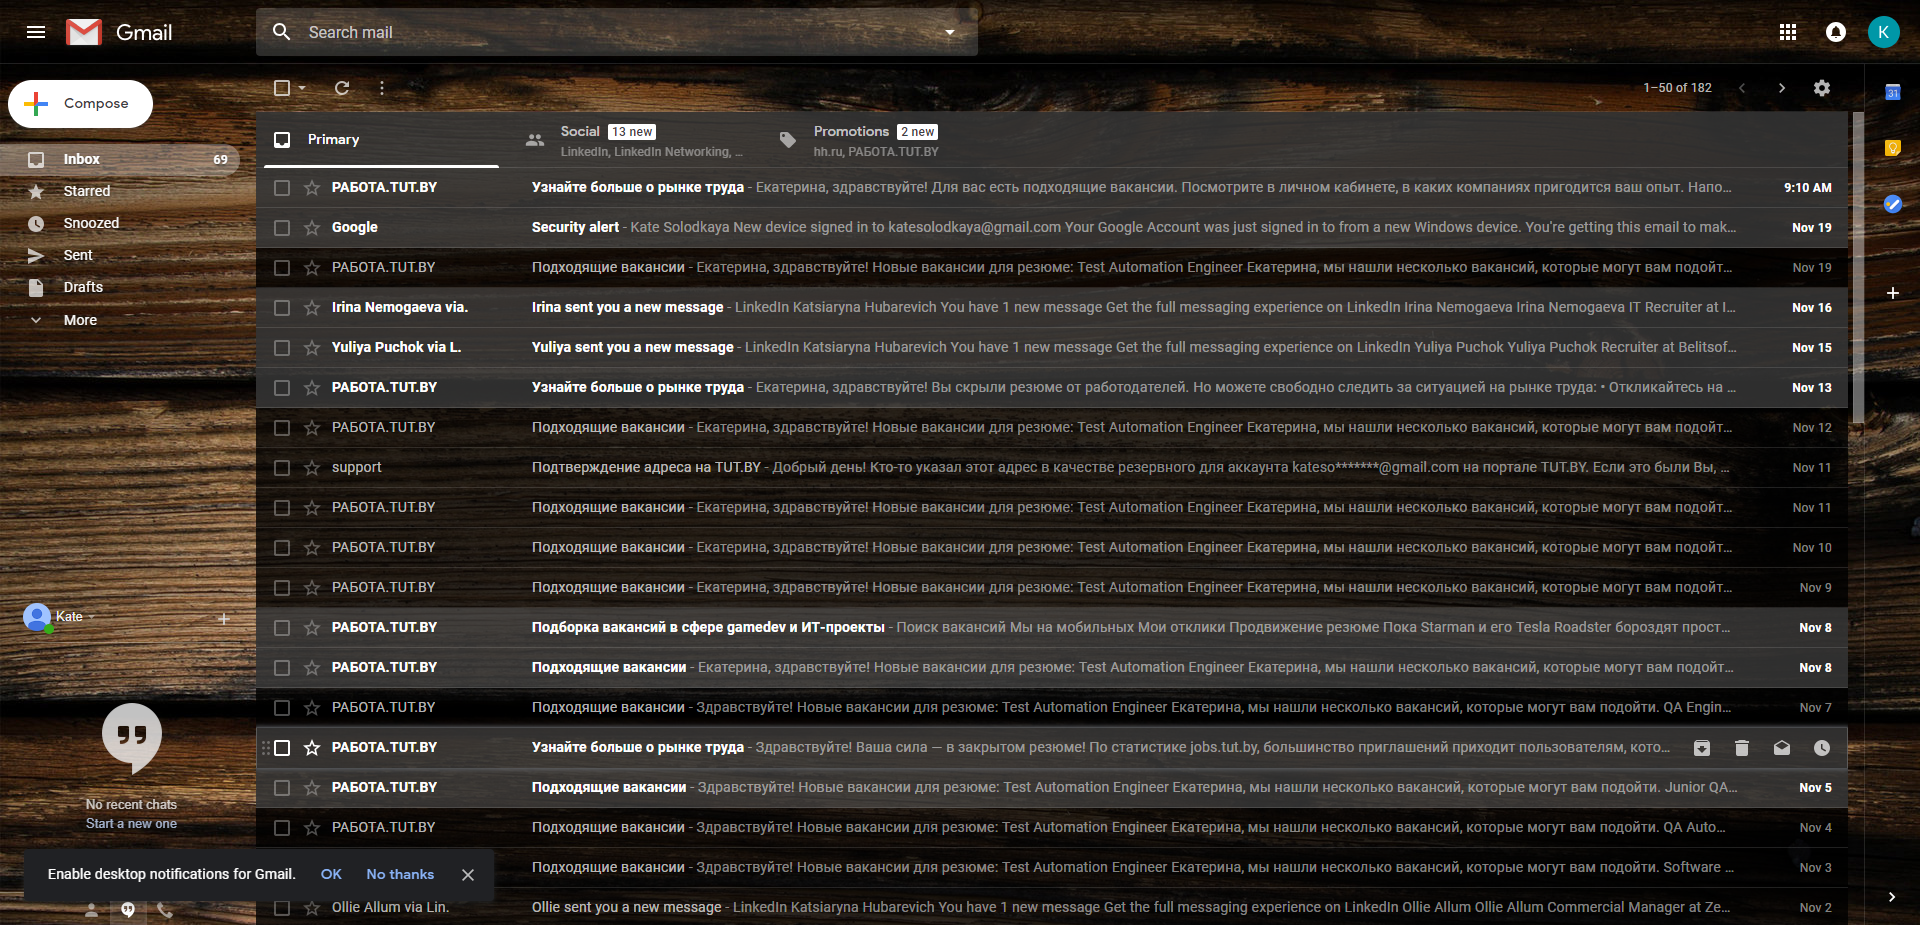 Gmail
Search mail
K
Compose
1–50 of 182
31
Primary
Social 13 new
LinkedIn, LinkedIn Networking, ...
Promotions 2 new
hh.ru, РАБОТА.TUT.BY
Inbox 69
Starred
Snoozed
Sent
Drafts
More
РАБОТА.TUT.BY Узнайте больше о рынке труда - Екатерина, здравствуйте! Для вас есть подходящие вакансии. Посмотрите в личном кабинете, в каких компаниях пригодится ваш опыт. Напо... 9:10 AM
Google Security alert - Kate Solodkaya New device signed in to katesolodkaya@gmail.com Your Google Account was just signed in to from a new Windows device. You're getting this email to mak... Nov 19
РАБОТА.TUT.BY Подходящие вакансии - Екатерина, здравствуйте! Новые вакансии для резюме: Test Automation Engineer Екатерина, мы нашли несколько вакансий, которые могут вам подойт... Nov 19
Irina Nemogaeva via. Irina sent you a new message - LinkedIn Katsiaryna Hubarevich You have 1 new message Get the full messaging experience on LinkedIn Irina Nemogaeva Irina Nemogaeva IT Recruiter at I... Nov 16
Yuliya Puchok via L. Yuliya sent you a new message - LinkedIn Katsiaryna Hubarevich You have 1 new message Get the full messaging experience on LinkedIn Yuliya Puchok Yuliya Puchok Recruiter at Belitsof... Nov 15
РАБОТА.TUT.BY Узнайте больше о рынке труда - Екатерина, здравствуйте! Вы скрыли резюме от работодателей. Но можете свободно следить за ситуацией на рынке труда: • Откликайтесь на ... Nov 13
РАБОТА.TUT.BY Подходящие вакансии - Екатерина, здравствуйте! Новые вакансии для резюме: Test Automation Engineer Екатерина, мы нашли несколько вакансий, которые могут вам подойт... Nov 12
support Подтверждение адреса на TUT.BY - Добрый день! Кто-то указал этот адрес в качестве резервного для аккаунта kateso*******@gmail.com на портале TUT.BY. Если это были Вы, ... Nov 11
РАБОТА.TUT.BY Подходящие вакансии - Екатерина, здравствуйте! Новые вакансии для резюме: Test Automation Engineer Екатерина, мы нашли несколько вакансий, которые могут вам подойт... Nov 11
РАБОТА.TUT.BY Подходящие вакансии - Екатерина, здравствуйте! Новые вакансии для резюме: Test Automation Engineer Екатерина, мы нашли несколько вакансий, которые могут вам подойт... Nov 10
РАБОТА.TUT.BY Подходящие вакансии - Екатерина, здравствуйте! Новые вакансии для резюме: Test Automation Engineer Екатерина, мы нашли несколько вакансий, которые могут вам подойт... Nov 9
РАБОТА.TUT.BY Подборка вакансий в сфере gamedev и ИТ-проекты - Поиск вакансий Мы на мобильных Мои отклики Продвижение резюме Пока Starman и его Tesla Roadster бороздят прост... Nov 8
РАБОТА.TUT.BY Подходящие вакансии - Екатерина, здравствуйте! Новые вакансии для резюме: Test Automation Engineer Екатерина, мы нашли несколько вакансий, которые могут вам подойт... Nov 8
РАБОТА.TUT.BY Подходящие вакансии - Здравствуйте! Новые вакансии для резюме: Test Automation Engineer Екатерина, мы нашли несколько вакансий, которые могут вам подойти. QA Engin... Nov 7
РАБОТА.TUT.BY Узнайте больше о рынке труда - Здравствуйте! Ваша сила — в закрытом резюме! По статистике jobs.tut.by, большинство приглашений приходит пользователям, кото...
РАБОТА.TUT.BY Подходящие вакансии - Здравствуйте! Новые вакансии для резюме: Test Automation Engineer Екатерина, мы нашли несколько вакансий, которые могут вам подойти. Junior QA... Nov 5
РАБОТА.TUT.BY Подходящие вакансии - Здравствуйте! Новые вакансии для резюме: Test Automation Engineer Екатерина, мы нашли несколько вакансий, которые могут вам подойти. QA Auto... Nov 4
Подходящие вакансии - Здравствуйте! Новые вакансии для резюме: Test Automation Engineer Екатерина, мы нашли несколько вакансий, которые могут вам подойти. Software ... Nov 3
Ollie Allum via Lin. Ollie sent you a new message - LinkedIn Katsiaryna Hubarevich You have 1 new message Get the full messaging experience on LinkedIn Ollie Allum Ollie Allum Commercial Manager at Ze... Nov 2
Kate
No recent chats
Start a new one
Enable desktop notifications for Gmail. OK No thanks